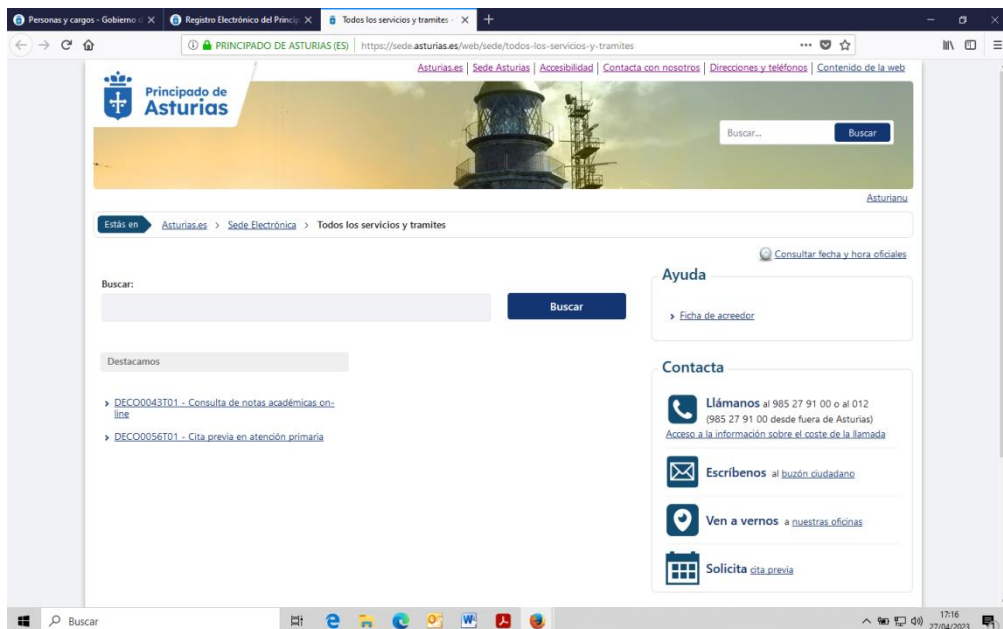 Personas y cargos - Gobierno d
Registro Electrónico del Princip
Todos los servicios y tramites -
PRINCIPADO DE ASTURIAS (ES)
https://sede.asturias.es/web/sede/todos-los-servicios-y-tramites
Asturias.es | Sede Asturias | Accesibilidad | Contacta con nosotros | Direcciones y teléfonos | Contenido de la web
Principado de
Asturias
Buscar...
Buscar
Asturianu
Estás en
Asturias.es > Sede Electrónica > Todos los servicios y tramites
Consultar fecha y hora oficiales
Buscar:
Buscar
Destacamos
DECO0043T01 - Consulta de notas académicas on-
line
DECO0056T01 - Cita previa en atención primaria
Ayuda
Ficha de acreedor
Contacta
Llámanos al 985 27 91 00 o al 012
(985 27 91 00 desde fuera de Asturias)
Acceso a la información sobre el coste de la llamada
Escríbenos al buzón ciudadano
Ven a vernos a nuestras oficinas
Solicita cita previa
Buscar
17:16
27/04/2023